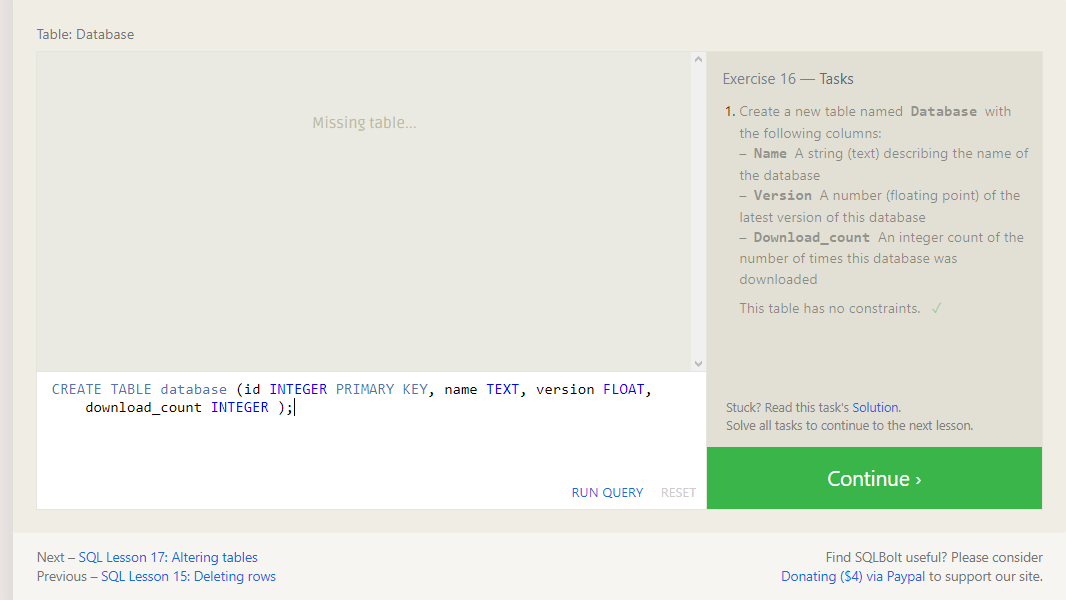 Table: Database
Missing table...
Exercise 16 — Tasks
1. Create a new table named Database with
the following columns:
– Name A string (text) describing the name of
the database
– Version A number (floating point) of the
latest version of this database
– Download_count An integer count of the
number of times this database was
downloaded
This table has no constraints. ✓
CREATE TABLE database (id INTEGER PRIMARY KEY, name TEXT, version FLOAT,
download_count INTEGER );
RUN QUERY RESET
Stuck? Read this task's Solution.
Solve all tasks to continue to the next lesson.
Continue ›
Next – SQL Lesson 17: Altering tables
Previous – SQL Lesson 15: Deleting rows
Find SQLBolt useful? Please consider
Donating ($4) via Paypal to support our site.